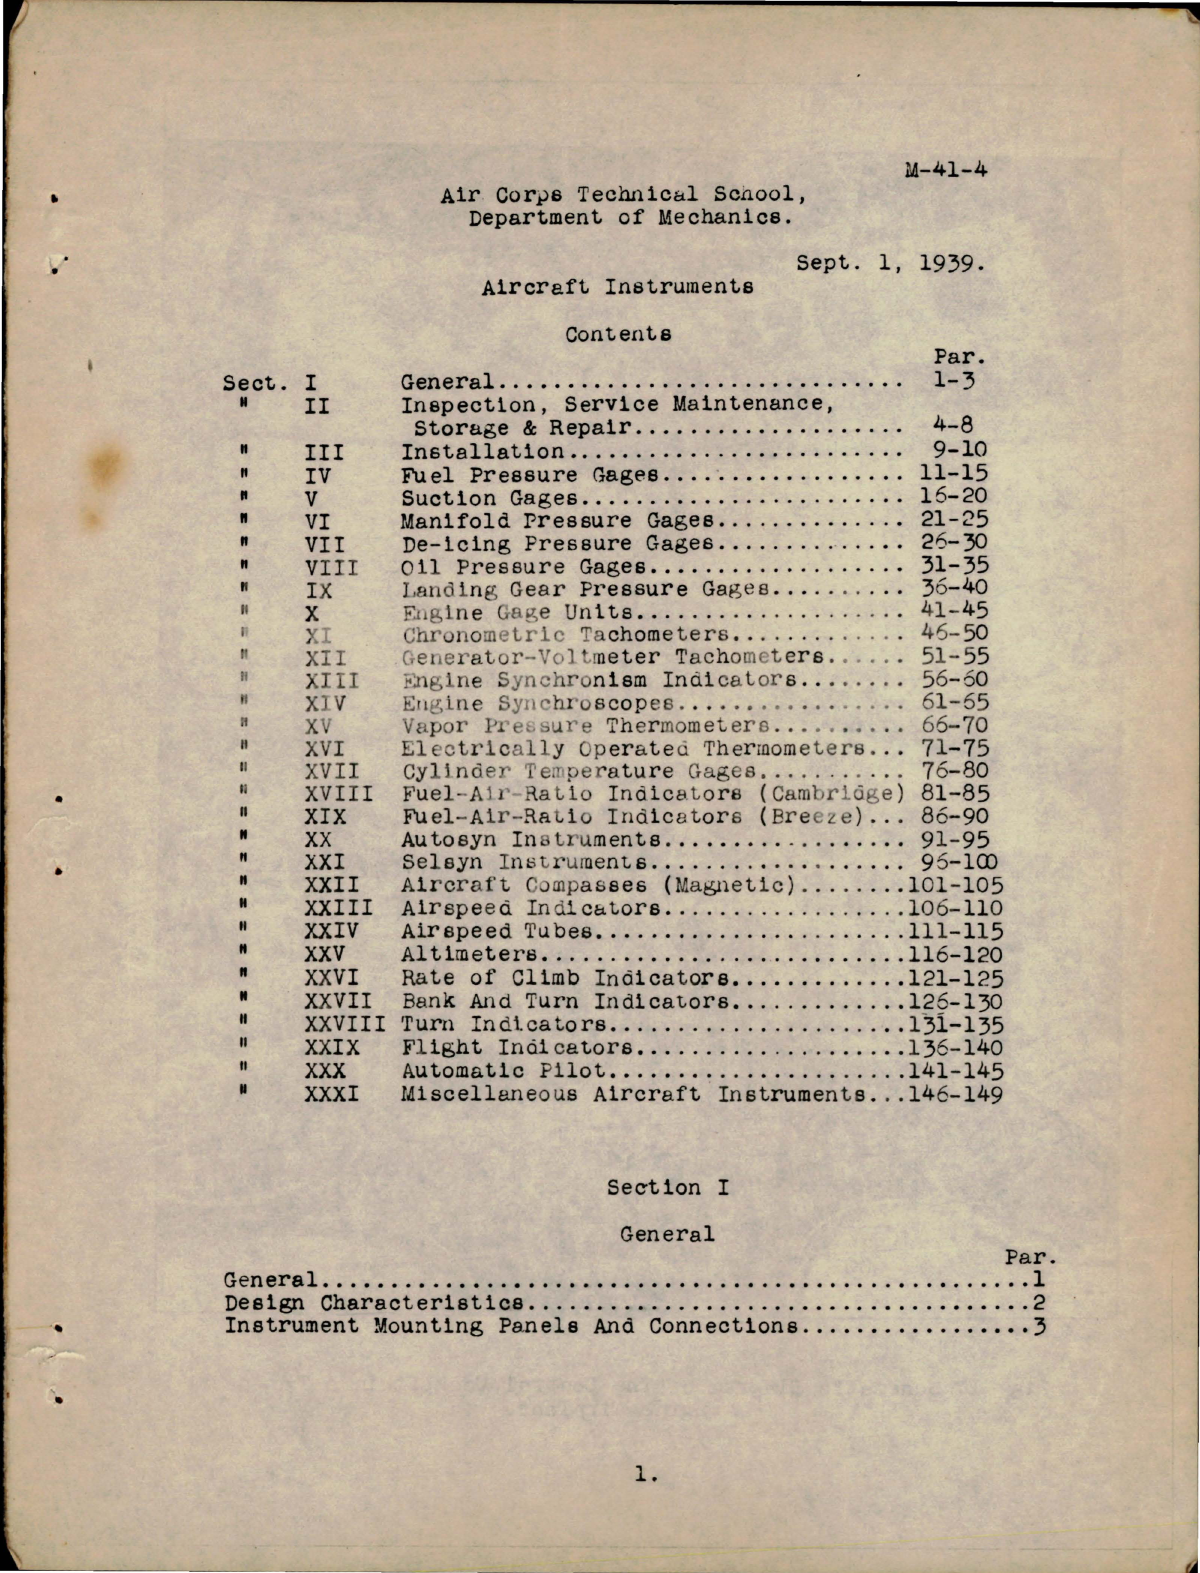 M-41-4
Air Corps Technical School,
Department of Mechanics.
Sept. 1, 1939.
Aircraft Instruments
Contents
Par.
Sect. I General.............................. 1-3
" II Inspection, Service Maintenance,
Storage & Repair.................... 4-8
" III Installation......................... 9-10
" IV Fuel Pressure Gages.................. 11-15
" V Suction Gages........................ 16-20
" VI Manifold Pressure Gages.............. 21-25
" VII De-icing Pressure Gages.............. 26-30
" VIII Oil Pressure Gages................... 31-35
" IX Landing Gear Pressure Gages.......... 36-40
" X Engine Gage Units.................... 41-45
" XI Chronometric Tachometers............. 46-50
" XII Generator-Voltmeter Tachometers...... 51-55
" XIII Engine Synchronism Indicators........ 56-60
" XIV Engine Synchroscopes................. 61-65
" XV Vapor Pressure Thermometers.......... 66-70
" XVI Electrically Operated Thermometers... 71-75
" XVII Cylinder Temperature Gages........... 76-80
" XVIII Fuel-Air-Ratio Indicators (Cambridge) 81-85
" XIX Fuel-Air-Ratio Indicators (Breeze)... 86-90
" XX Autosyn Instruments.................. 91-95
" XXI Selsyn Instruments................... 96-100
" XXII Aircraft Compasses (Magnetic)........101-105
" XXIII Airspeed Indicators..................106-110
" XXIV Airspeed Tubes.......................111-115
" XXV Altimeters...........................116-120
" XXVI Rate of Climb Indicators.............121-125
" XXVII Bank And Turn Indicators.............126-130
" XXVIII Turn Indicators......................131-135
" XXIX Flight Indicators....................136-140
" XXX Automatic Pilot......................141-145
" XXXI Miscellaneous Aircraft Instruments...146-149
Section I
General
Par.
General....................................................1
Design Characteristics.....................................2
Instrument Mounting Panels And Connections.................3
1.